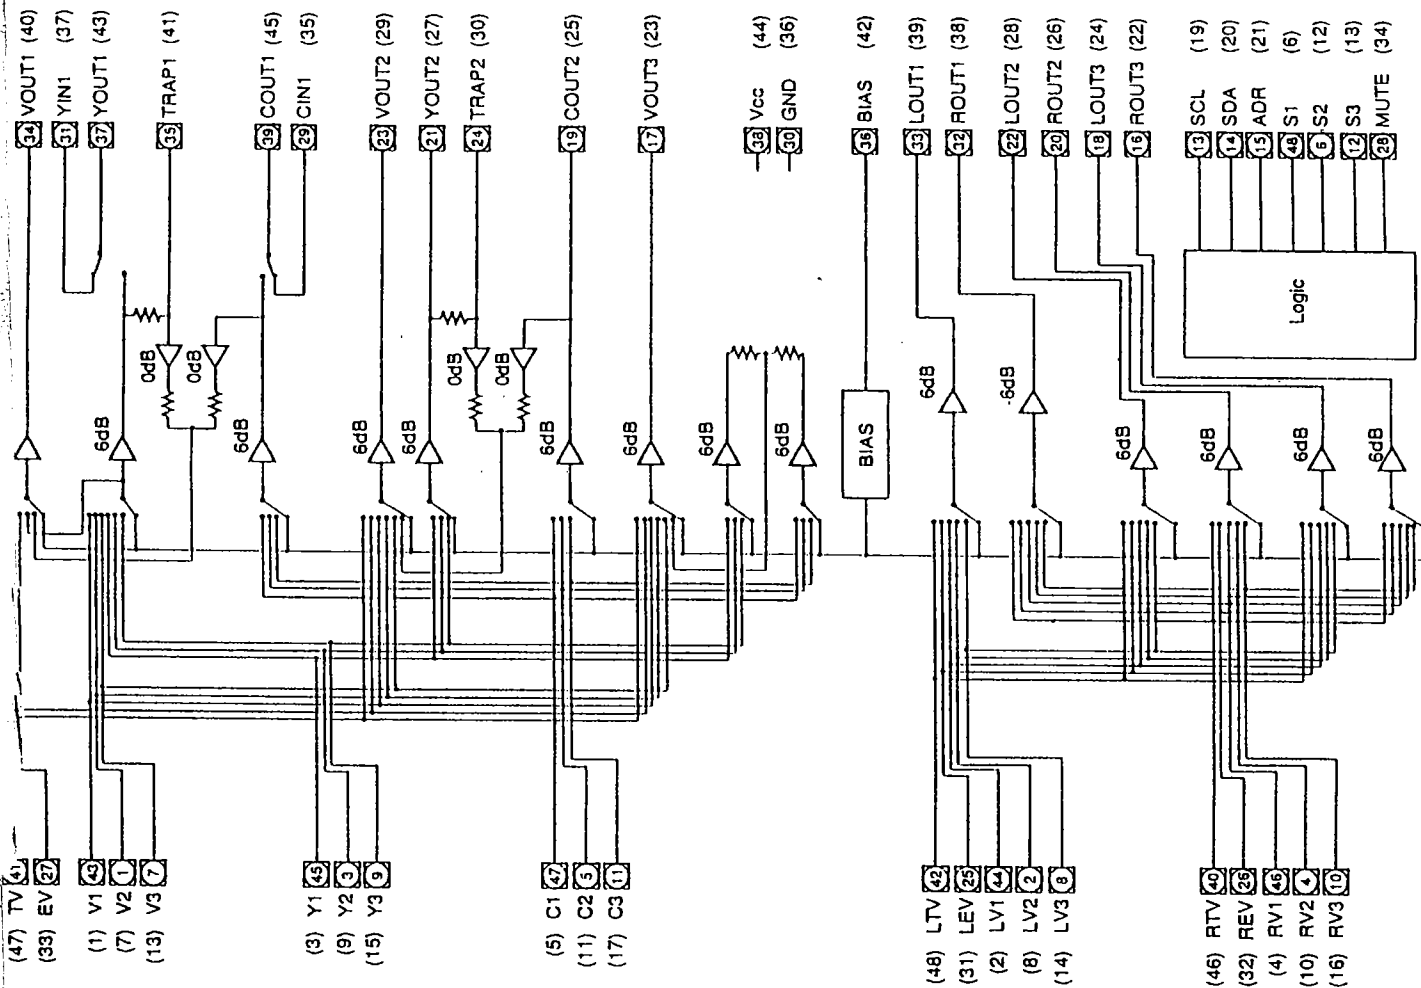 34 VOUT1 (40)
31 YIN1 (37)
37 YOUT1 (43)
35 TRAP1 (41)
39 COUT1 (45)
29 CIN1 (35)
23 VOUT2 (29)
21 YOUT2 (27)
24 TRAP2 (30)
19 COUT2 (25)
17 VOUT3 (23)
38 Vcc (44)
30 GND (36)
36 BIAS (42)
33 LOUT1 (39)
32 ROUT1 (38)
22 LOUT2 (28)
20 ROUT2 (26)
18 LOUT3 (24)
16 ROUT3 (22)
13 SCL (19)
14 SDA (20)
15 ADR (21)
48 S1 (6)
6 S2 (12)
12 S3 (13)
28 MUTE (34)
Logic
0dB
0dB
0dB
0dB
6dB
6dB
6dB
6dB
6dB
6dB
6dB
6dB
BIAS
6dB
-6dB
6dB
6dB
6dB
6dB
(47) TV 41
(33) EV 27
(1) V1 43
(7) V2 1
(13) V3 7
(3) Y1 45
(9) Y2 3
(15) Y3 9
(5) C1 47
(11) C2 5
(17) C3 11
(48) LTV 42
(31) LEV 25
(2) LV1 44
(8) LV2 2
(14) LV3 8
(46) RTV 40
(32) REV 26
(4) RV1 46
(10) RV2 4
(16) RV3 10